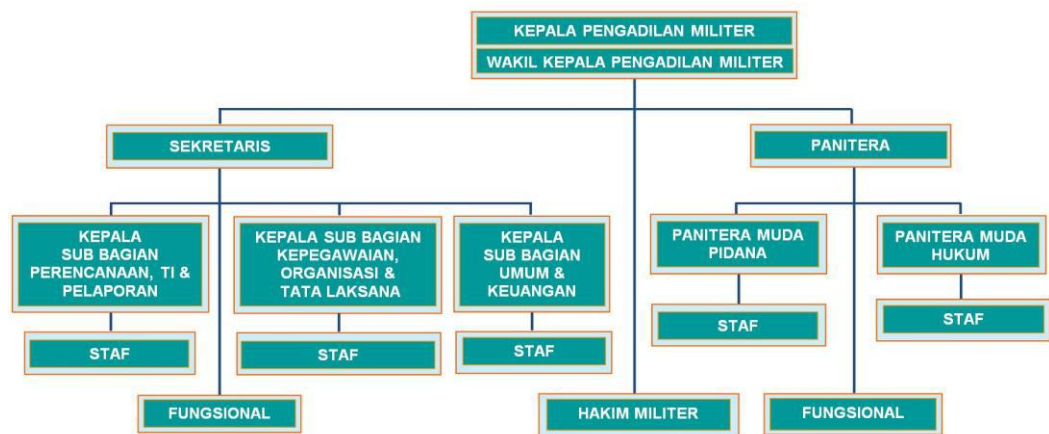 KEPALA PENGADILAN MILITER
WAKIL KEPALA PENGADILAN MILITER
SEKRETARIS
PANITERA
KEPALA
SUB BAGIAN
PERENCANAAN, TI &
PELAPORAN
KEPALA SUB BAGIAN
KEPEGAWAIAN,
ORGANISASI &
TATA LAKSANA
KEPALA
SUB BAGIAN
UMUM &
KEUANGAN
PANITERA MUDA
PIDANA
PANITERA MUDA
HUKUM
STAF
STAF
STAF
STAF
STAF
FUNGSIONAL
HAKIM MILITER
FUNGSIONAL